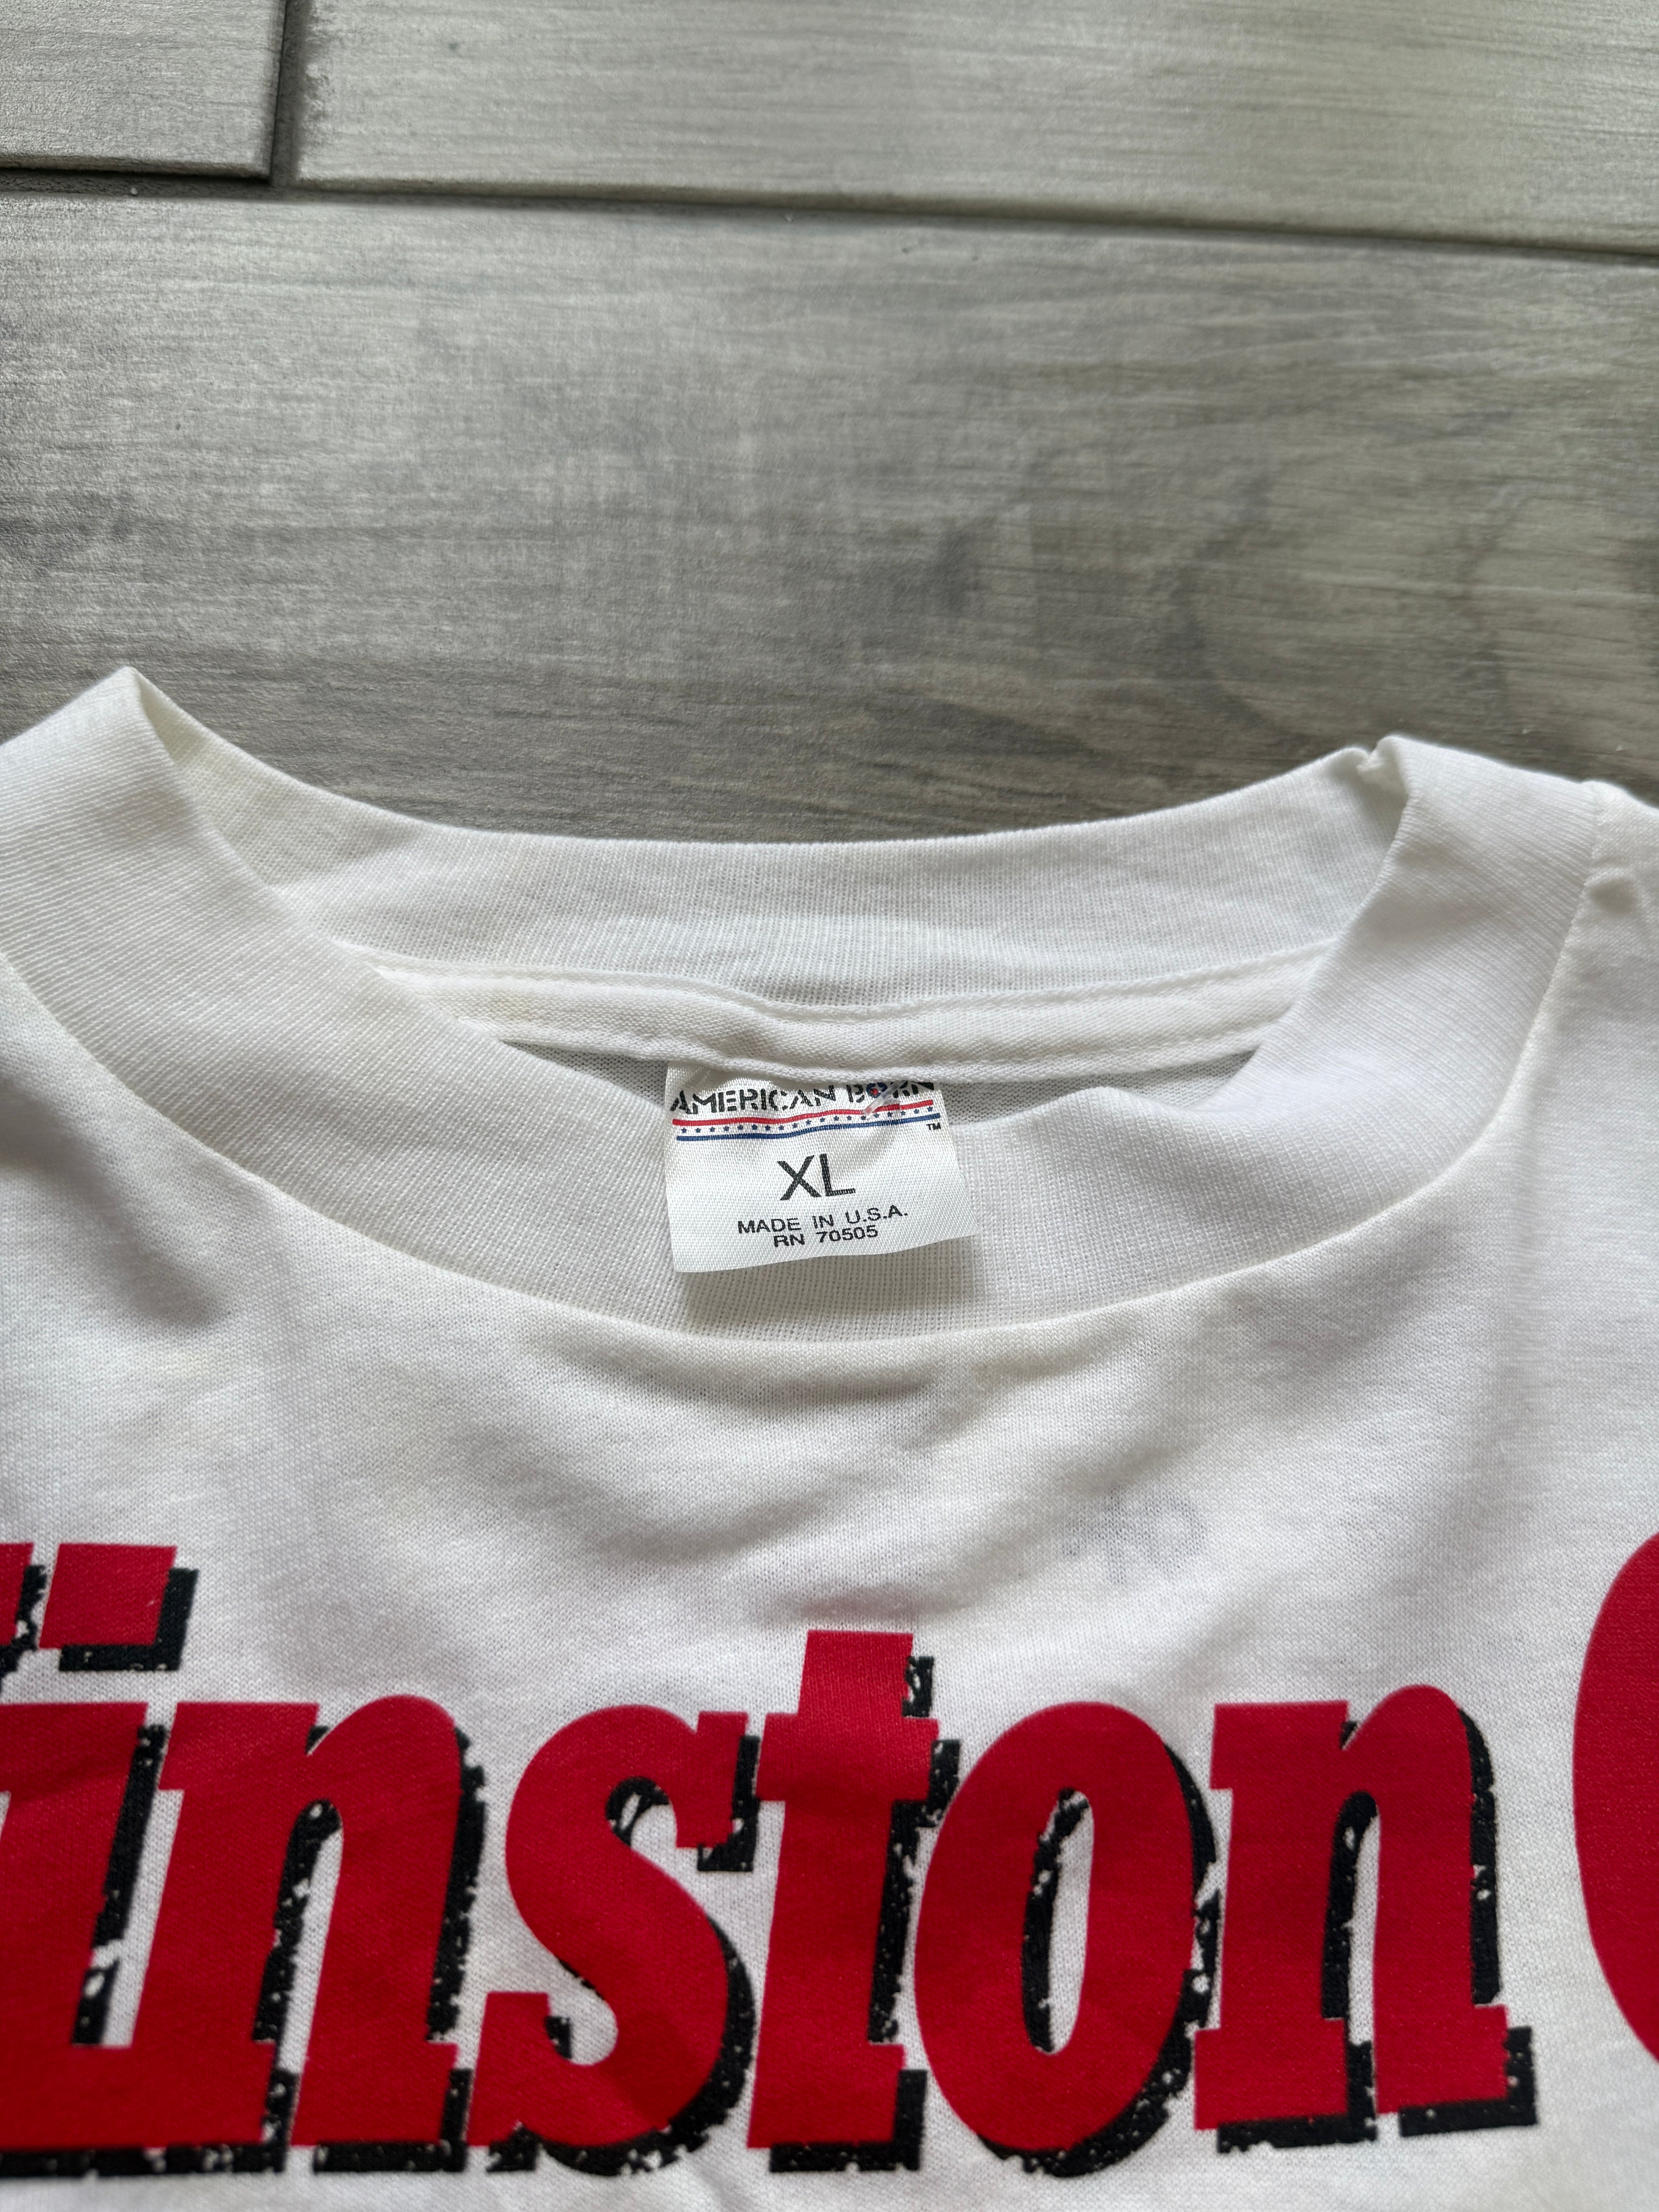 AMERICAN BORN
TM
XL
MADE IN U.S.A.
RN 70505
inston